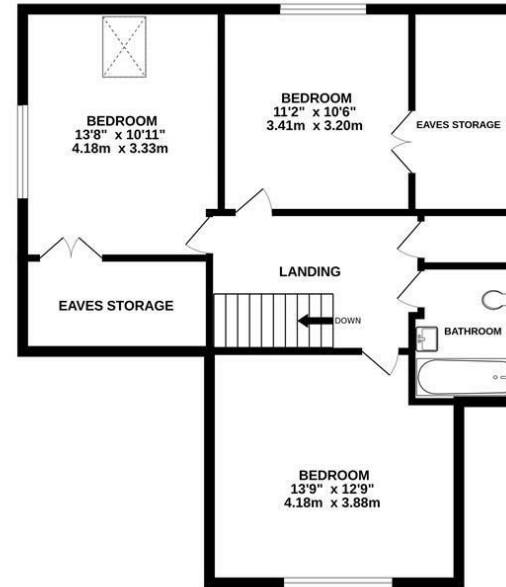 BEDROOM
13'8" x 10'11"
4.18m x 3.33m
BEDROOM
11'2" x 10'6"
3.41m x 3.20m
EAVES STORAGE
EAVES STORAGE
LANDING
DOWN
BATHROOM
BEDROOM
13'9" x 12'9"
4.18m x 3.88m